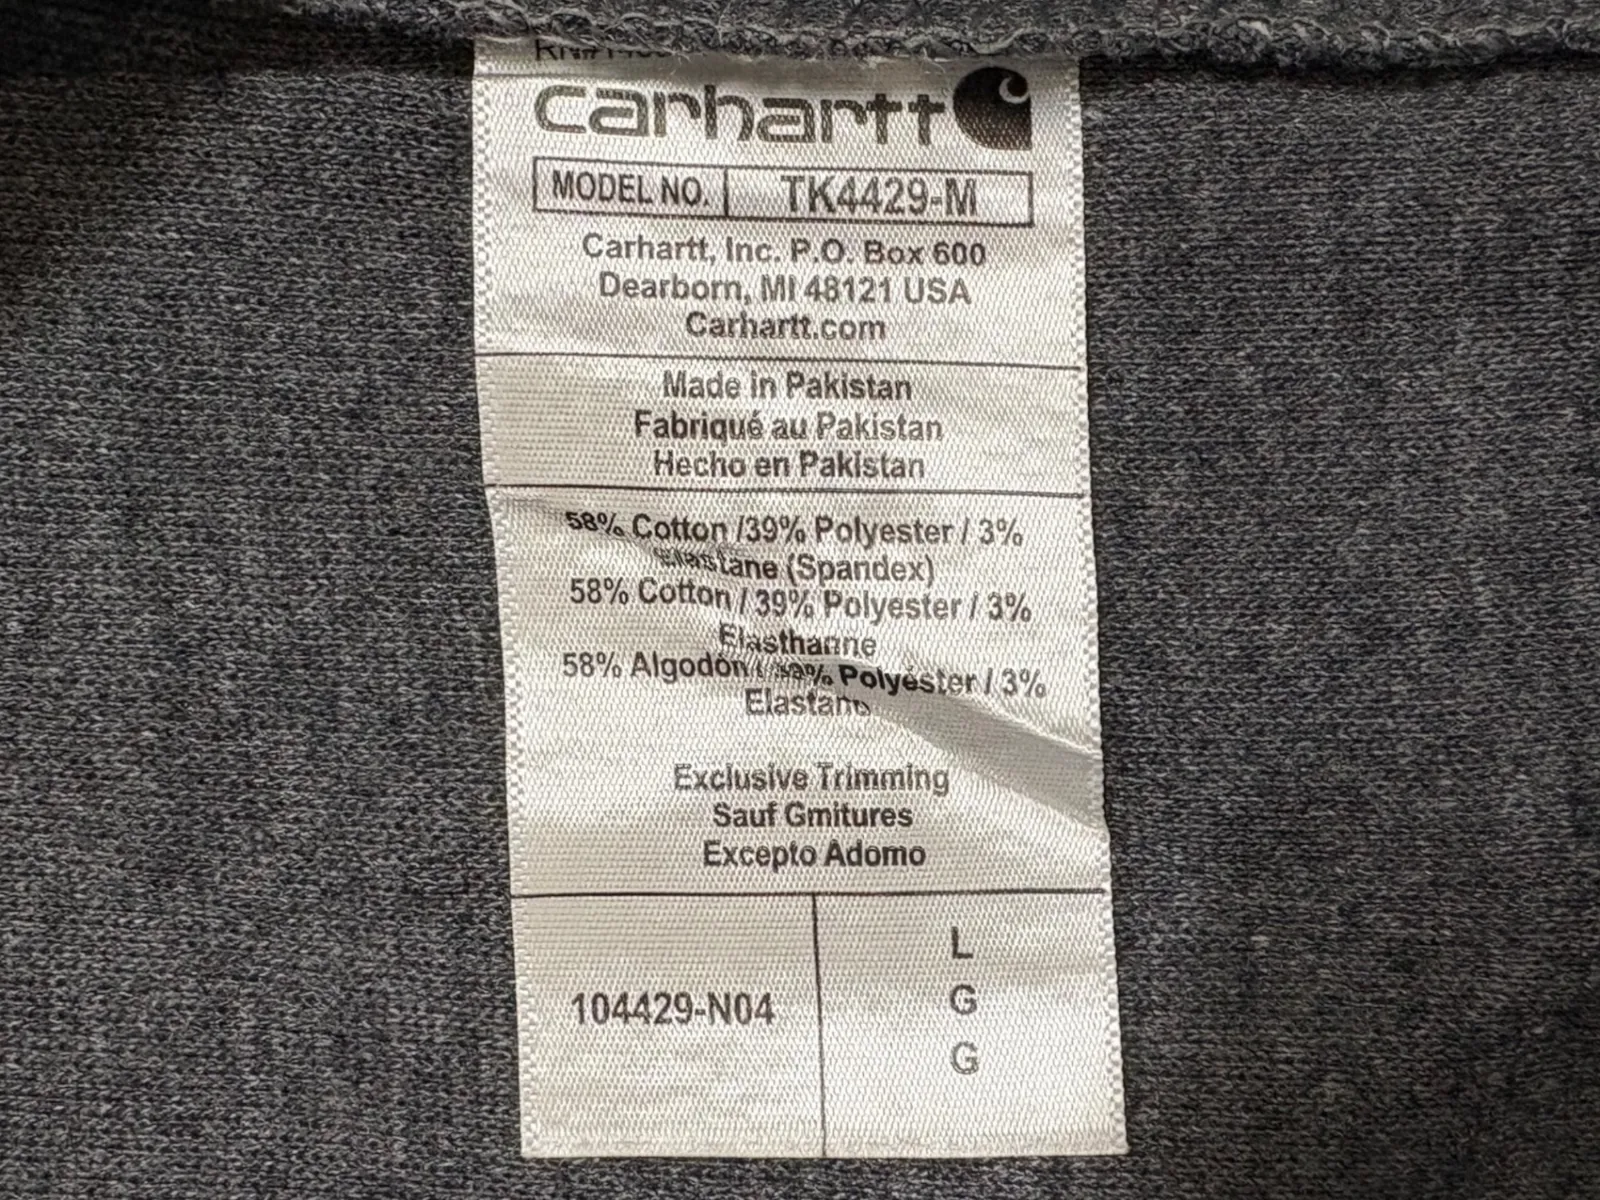 carhartt
MODEL NO. TK4429-M
Carhartt, Inc. P.O. Box 600
Dearborn, MI 48121 USA
Carhartt.com
Made in Pakistan
Fabriqué au Pakistan
Hecho en Pakistan
58% Cotton /39% Polyester / 3%
Elastane (Spandex)
58% Cotton / 39% Polyester / 3%
Elasthanne
58% Algodón / 39% Polyéster / 3%
Elastano
Exclusive Trimming
Sauf Gmitures
Excepto Adomo
104429-N04
L
G
G